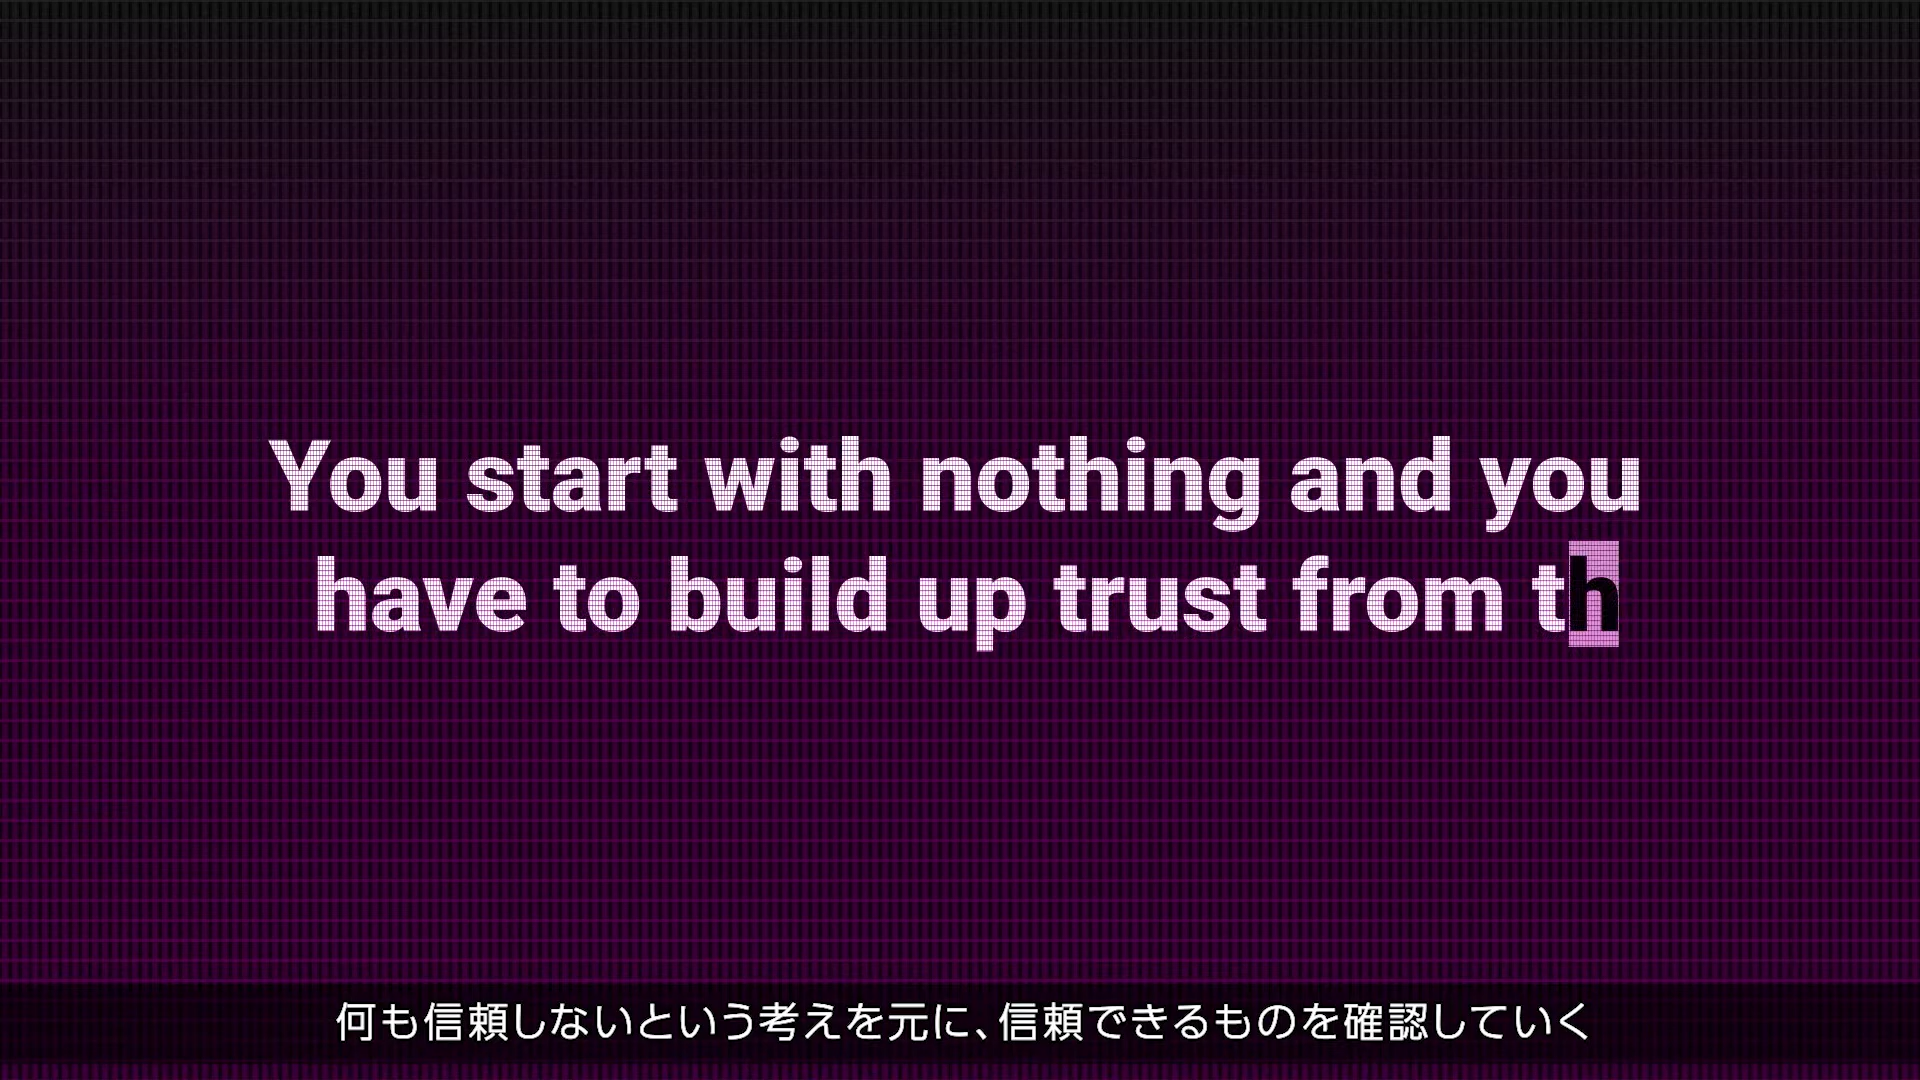 You start with nothing and you
have to build up trust from th
何も信頼しないという考えを元に、信頼できるものを確認していく